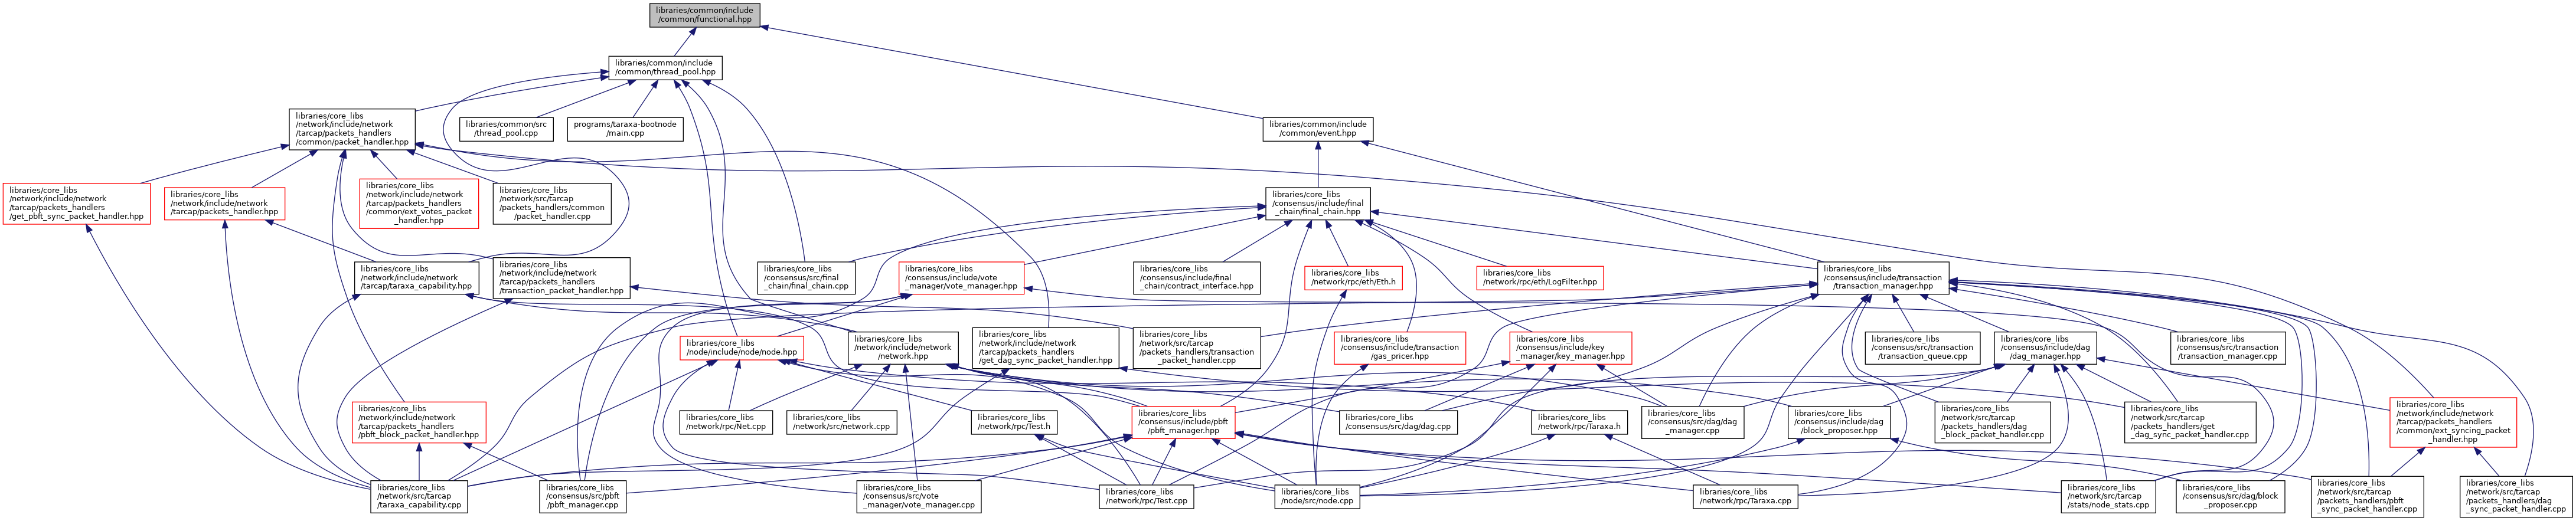 libraries/common/include
/common/functional.hpp
libraries/common/include
/common/thread_pool.hpp
libraries/core_libs
/network/include/network
/tarcap/packets_handlers
/common/packet_handler.hpp
libraries/common/src
/thread_pool.cpp
programs/taraxa-bootnode
/main.cpp
libraries/common/include
/common/event.hpp
libraries/core_libs
/network/include/network
/tarcap/packets_handlers
/get_pbft_sync_packet_handler.hpp
libraries/core_libs
/network/include/network
/tarcap/packets_handler.hpp
libraries/core_libs
/network/include/network
/tarcap/packets_handlers
/common/ext_votes_packet
_handler.hpp
libraries/core_libs
/network/src/tarcap
/packets_handlers/common
/packet_handler.cpp
libraries/core_libs
/consensus/include/final
_chain/final_chain.hpp
libraries/core_libs
/network/include/network
/tarcap/taraxa_capability.hpp
libraries/core_libs
/network/include/network
/tarcap/packets_handlers
/transaction_packet_handler.hpp
libraries/core_libs
/consensus/src/final
_chain/final_chain.cpp
libraries/core_libs
/consensus/include/vote
_manager/vote_manager.hpp
libraries/core_libs
/consensus/include/final
_chain/contract_interface.hpp
libraries/core_libs
/network/rpc/eth/Eth.h
libraries/core_libs
/network/rpc/eth/LogFilter.hpp
libraries/core_libs
/consensus/include/transaction
/transaction_manager.hpp
libraries/core_libs
/node/include/node/node.hpp
libraries/core_libs
/network/include/network
/network.hpp
libraries/core_libs
/network/include/network
/tarcap/packets_handlers
/get_dag_sync_packet_handler.hpp
libraries/core_libs
/network/src/tarcap
/packets_handlers/transaction
_packet_handler.cpp
libraries/core_libs
/consensus/include/transaction
/gas_pricer.hpp
libraries/core_libs
/consensus/include/key
_manager/key_manager.hpp
libraries/core_libs
/consensus/src/transaction
/transaction_queue.cpp
libraries/core_libs
/consensus/include/dag
/dag_manager.hpp
libraries/core_libs
/consensus/src/transaction
/transaction_manager.cpp
libraries/core_libs
/network/include/network
/tarcap/packets_handlers
/pbft_block_packet_handler.hpp
libraries/core_libs
/network/rpc/Net.cpp
libraries/core_libs
/network/src/network.cpp
libraries/core_libs
/network/rpc/Test.h
libraries/core_libs
/consensus/include/pbft
/pbft_manager.hpp
libraries/core_libs
/consensus/src/dag/dag.cpp
libraries/core_libs
/network/rpc/Taraxa.h
libraries/core_libs
/consensus/src/dag/dag
_manager.cpp
libraries/core_libs
/consensus/include/dag
/block_proposer.hpp
libraries/core_libs
/network/src/tarcap
/packets_handlers/dag
_block_packet_handler.cpp
libraries/core_libs
/network/src/tarcap
/packets_handlers/get
_dag_sync_packet_handler.cpp
libraries/core_libs
/network/include/network
/tarcap/packets_handlers
/common/ext_syncing_packet
_handler.hpp
libraries/core_libs
/network/src/tarcap
/taraxa_capability.cpp
libraries/core_libs
/consensus/src/pbft
/pbft_manager.cpp
libraries/core_libs
/consensus/src/vote
_manager/vote_manager.cpp
libraries/core_libs
/network/rpc/Test.cpp
libraries/core_libs
/node/src/node.cpp
libraries/core_libs
/network/rpc/Taraxa.cpp
libraries/core_libs
/network/src/tarcap
/stats/node_stats.cpp
libraries/core_libs
/consensus/src/dag/block
_proposer.cpp
libraries/core_libs
/network/src/tarcap
/packets_handlers/pbft
_sync_packet_handler.cpp
libraries/core_libs
/network/src/tarcap
/packets_handlers/dag
_sync_packet_handler.cpp